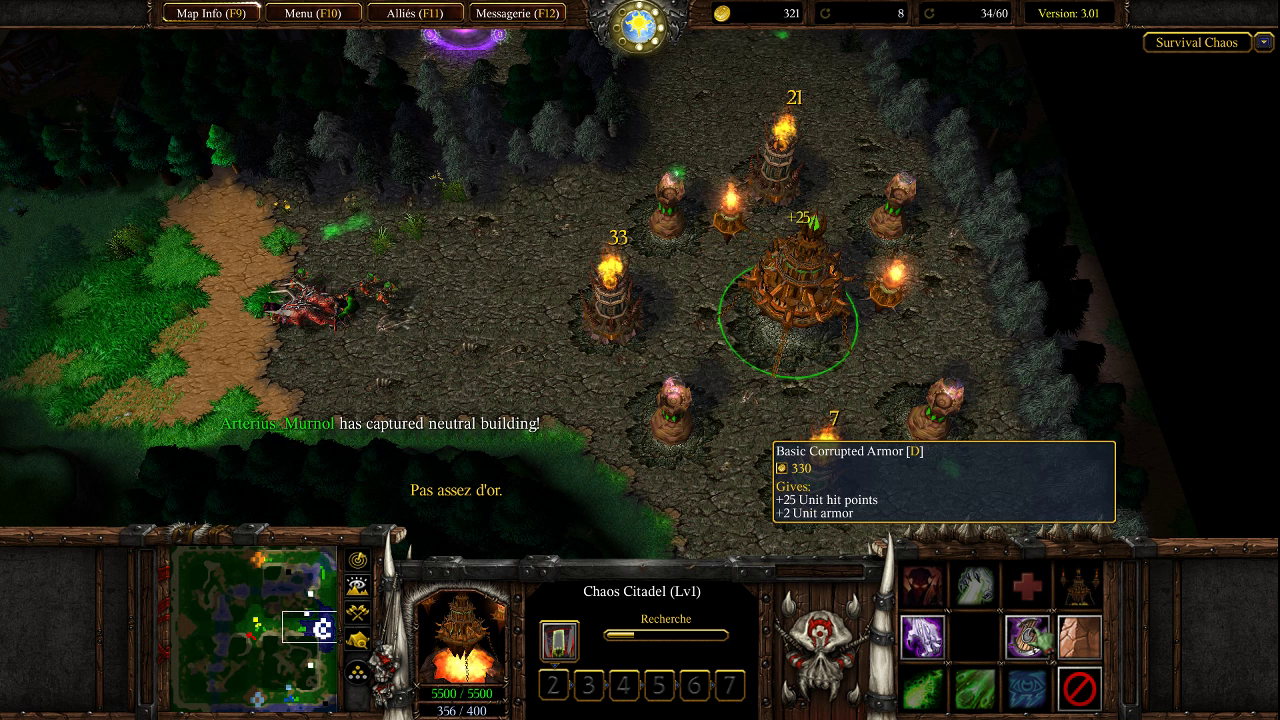 Map Info (F9)
Menu (F10)
Alliés (F11)
Messagerie (F12)
321
8
34/60
Version: 3.01
Survival Chaos
21
+25
33
Arterius_Murnol has captured neutral building!
7
Basic Corrupted Armor [D]
330
Gives:
+25 Unit hit points
+2 Unit armor
Pas assez d'or.
Chaos Citadel (Lv1)
Recherche
2
3
4
5
6
7
5500 / 5500
356 / 400